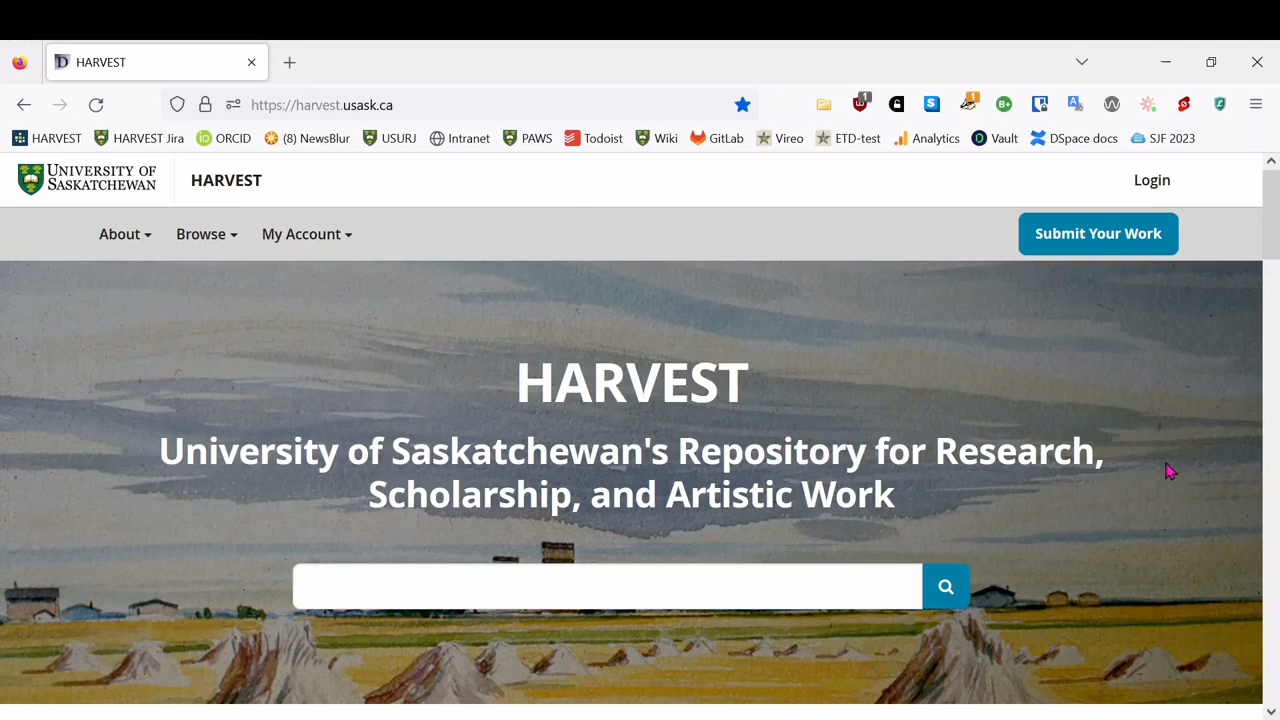 HARVEST
https://harvest.usask.ca
1
1
B+
HARVEST HARVEST Jira ORCID (8) NewsBlur USURJ Intranet PAWS Todoist Wiki GitLab Vireo ETD-test Analytics Vault DSpace docs SJF 2023
UNIVERSITY OF
SASKATCHEWAN
HARVEST
Login
About Browse My Account Submit Your Work
HARVEST
University of Saskatchewan's Repository for Research,
Scholarship, and Artistic Work